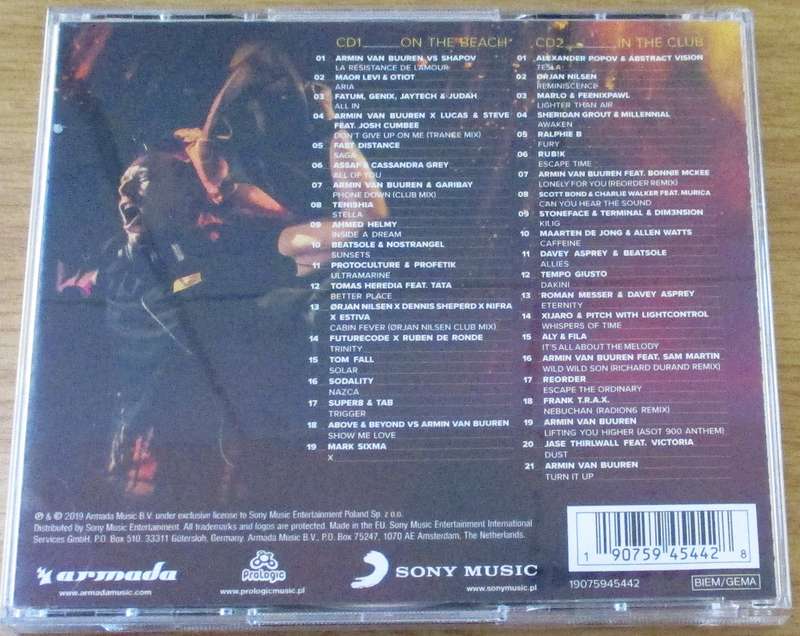 CD1 ON THE BEACH
01 ARMIN VAN BUUREN VS SHAPOV
LA RÉSISTANCE DE L'AMOUR
02 MAOR LEVI & OTIOT
ARIA
03 FATUM, GENIX, JAYTECH & JUDAH
ALL IN
04 ARMIN VAN BUUREN X LUCAS & STEVE
FEAT. JOSH CUMBEE
DON'T GIVE UP ON ME (TRANCE MIX)
05 FAST DISTANCE
SAGA
06 ASSAF & CASSANDRA GREY
ALL OF YOU
07 ARMIN VAN BUUREN & GARIBAY
PHONE DOWN (CLUB MIX)
08 TENISHIA
STELLA
09 AHMED HELMY
INSIDE A DREAM
10 BEATSOLE & NOSTRANGEL
SUNSETS
11 PROTOCULTURE & PROFETIK
ULTRAMARINE
12 TOMAS HEREDIA FEAT. TATA
BETTER PLACE
13 ØRJAN NILSEN X DENNIS SHEPERD X NIFRA
X ESTIVA
CABIN FEVER (ØRJAN NILSEN CLUB MIX)
14 FUTURECODE X RUBEN DE RONDE
TRINITY
15 TOM FALL
SOLAR
16 SODALITY
NAZCA
17 SUPER8 & TAB
TRIGGER
18 ABOVE & BEYOND VS ARMIN VAN BUUREN
SHOW ME LOVE
19 MARK SIXMA
X
CD2 IN THE CLUB
01 ALEXANDER POPOV & ABSTRACT VISION
TESLA
02 ØRJAN NILSEN
REMINISCENCE
03 MARLO & FEENIXPAWL
LIGHTER THAN AIR
04 SHERIDAN GROUT & MILLENNIAL
AWAKEN
05 RALPHIE B
FURY
06 RUB!K
ESCAPE TIME
07 ARMIN VAN BUUREN FEAT. BONNIE MCKEE
LONELY FOR YOU (REORDER REMIX)
08 SCOTT BOND & CHARLIE WALKER FEAT. MURICA
CAN YOU HEAR THE SOUND
09 STONEFACE & TERMINAL & DIM3NSION
KILIG
10 MAARTEN DE JONG & ALLEN WATTS
CAFFEINE
11 DAVEY ASPREY & BEATSOLE
ALLIES
12 TEMPO GIUSTO
DAKINI
13 ROMAN MESSER & DAVEY ASPREY
ETERNITY
14 XIJARO & PITCH WITH LIGHTCONTROL
WHISPERS OF TIME
15 ALY & FILA
IT'S ALL ABOUT THE MELODY
16 ARMIN VAN BUUREN FEAT. SAM MARTIN
WILD WILD SON (RICHARD DURAND REMIX)
17 REORDER
ESCAPE THE ORDINARY
18 FRANK T.R.A.X.
NEBUCHAN (RADION6 REMIX)
19 ARMIN VAN BUUREN
LIFTING YOU HIGHER (ASOT 900 ANTHEM)
20 JASE THIRLWALL FEAT. VICTORIA
DUST
21 ARMIN VAN BUUREN
TURN IT UP
℗ & © 2019 Armada Music B.V. under exclusive license to Sony Music Entertainment Poland Sp. z o.o.
Distributed by Sony Music Entertainment. All trademarks and logos are protected. Made in the EU. Sony Music Entertainment International
Services GmbH, P.O. Box 510, 33311 Gütersloh, Germany. Armada Music B.V., P.O. Box 75247, 1070 AE Amsterdam, The Netherlands.
armada
www.armadamusic.com
ProLogic
www.prologicmusic.pl
SONY MUSIC
www.sonymusic.pl
1 90759 45442 8
19075945442
BIEM/GEMA